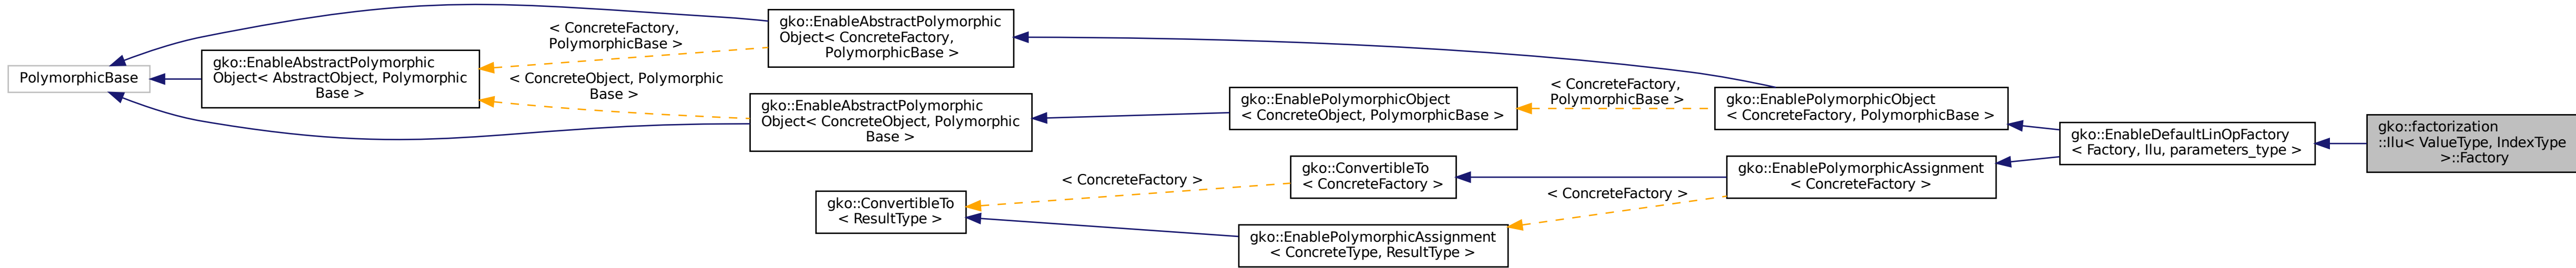 PolymorphicBase
gko::EnableAbstractPolymorphic
Object< AbstractObject, Polymorphic
Base >
< ConcreteFactory,
PolymorphicBase >
< ConcreteObject, Polymorphic
Base >
gko::EnableAbstractPolymorphic
Object< ConcreteFactory,
PolymorphicBase >
gko::EnableAbstractPolymorphic
Object< ConcreteObject, Polymorphic
Base >
gko::ConvertibleTo
< ResultType >
< ConcreteFactory >
gko::EnablePolymorphicObject
< ConcreteObject, PolymorphicBase >
gko::ConvertibleTo
< ConcreteFactory >
gko::EnablePolymorphicAssignment
< ConcreteType, ResultType >
< ConcreteFactory,
PolymorphicBase >
< ConcreteFactory >
gko::EnablePolymorphicObject
< ConcreteFactory, PolymorphicBase >
gko::EnablePolymorphicAssignment
< ConcreteFactory >
gko::EnableDefaultLinOpFactory
< Factory, Ilu, parameters_type >
gko::factorization
::Ilu< ValueType, IndexType
>::Factory